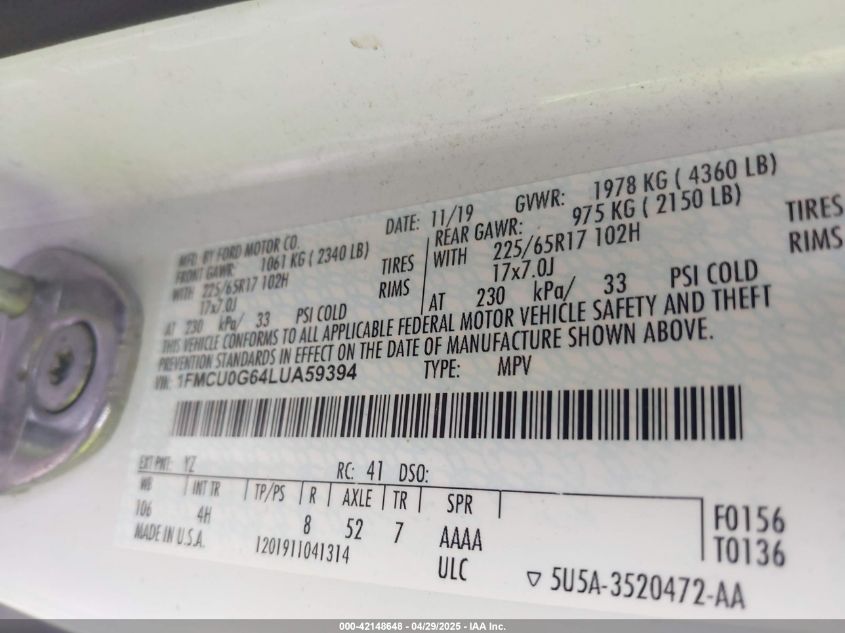 MFD. BY FORD MOTOR CO. DATE: 11/19 GVWR: 1978 KG ( 4360 LB)
FRONT GAWR: 1061 KG ( 2340 LB) REAR GAWR: 975 KG ( 2150 LB)
WITH 225/65R17 102H TIRES WITH 225/65R17 102H TIRES
17x7.0J RIMS 17x7.0J RIMS
AT 230 kPa/ 33 PSI COLD AT 230 kPa/ 33 PSI COLD
THIS VEHICLE CONFORMS TO ALL APPLICABLE FEDERAL MOTOR VEHICLE SAFETY AND THEFT
PREVENTION STANDARDS IN EFFECT ON THE DATE OF MANUFACTURE SHOWN ABOVE.
VIN: 1FMCU0G64LUA59394 TYPE: MPV
EXT PNT: YZ RC: 41 DSO:
WB INT TR TP/PS R AXLE TR SPR
106 4H 8 52 7 AAAA
F0156
T0136
MADE IN U.S.A. 1201911041314 ULC
▽ 5U5A-3520472-AA
000-42148648 - 04/29/2025 - IAA Inc.